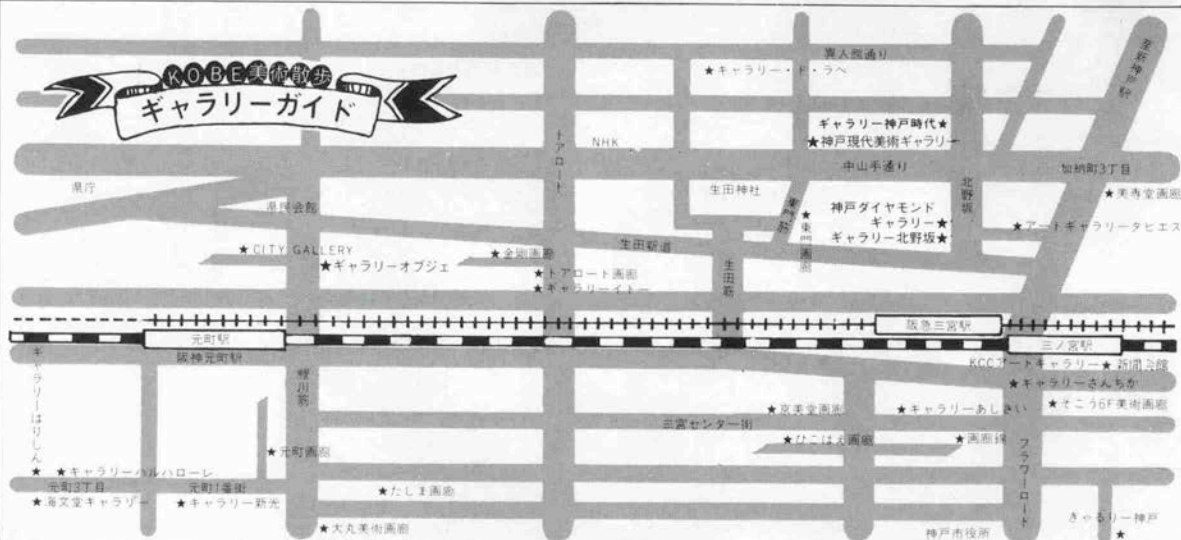 KOBE美術散歩
ギャラリーガイド
異人館通り
至新神戸駅
★ギャラリー・ド・ラペ
ギャラリー神戸時代★
★神戸現代美術ギャラリー
NHK
トアロード
中山手通り
加納町3丁目
県庁
生田神社
北野坂
★美専堂画廊
県民会館
東門筋
★東門画廊
神戸ダイヤモンド
ギャラリー★
ギャラリー北野坂★
★アートギャラリータヒエス
生田新道
★CITY GALLERY
★金剛画廊
★ギャラリーオブジェ
生田筋
★トアロード画廊
★ギャラリーイトー
阪急三宮駅
元町駅
三ノ宮駅
阪神元町駅
KCCアートギャラリー★
新聞会館
ギャラリーはりしん★
鯉川筋
★ギャラリーさんちか
★京美堂画廊
★ギャラリーあしきい
★そごう6F美術画廊
三宮センター街
★ひこばえ画廊
★画廊錦
フラワーロード
★元町画廊
★ギャラリーハルハローレ
元町3丁目
元町1番街
★たじま画廊
★海文堂ギャラリー
★ギャラリー新光
★大丸美術画廊
神戸市役所
ぎゃるりー神戸
★